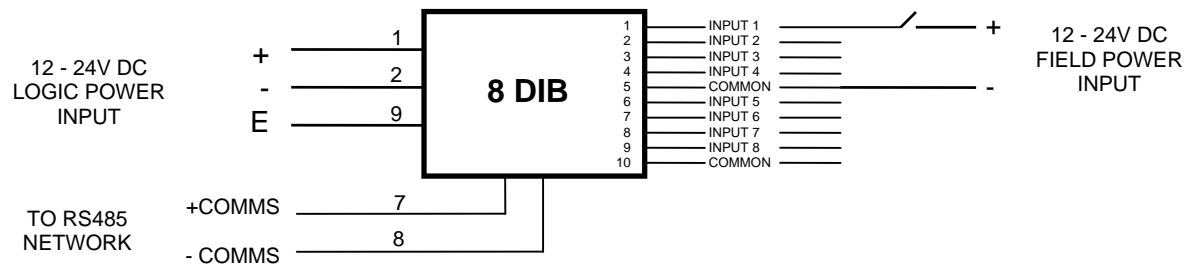 12 - 24V DC
LOGIC POWER
INPUT
+ 1
- 2
E 9
8 DIB
1 INPUT 1
2 INPUT 2
3 INPUT 3
4 INPUT 4
5 COMMON
6 INPUT 5
7 INPUT 6
8 INPUT 7
9 INPUT 8
10 COMMON
+
-
12 - 24V DC
FIELD POWER
INPUT
TO RS485
NETWORK
+COMMS 7
- COMMS 8